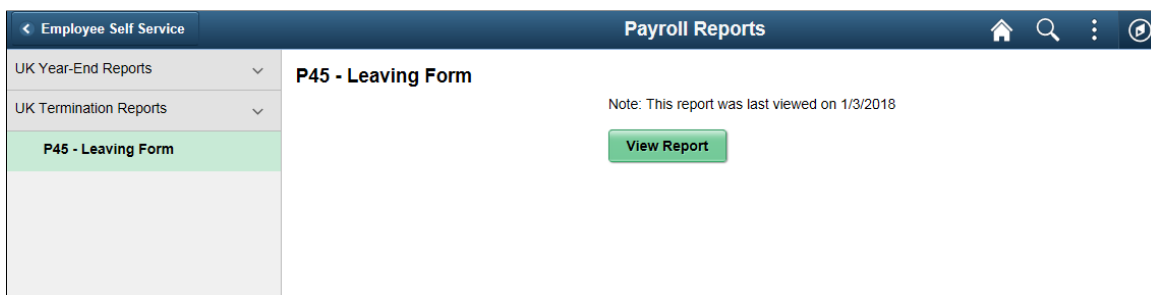 Employee Self Service
Payroll Reports
UK Year-End Reports
UK Termination Reports
P45 - Leaving Form
P45 - Leaving Form
Note: This report was last viewed on 1/3/2018
View Report